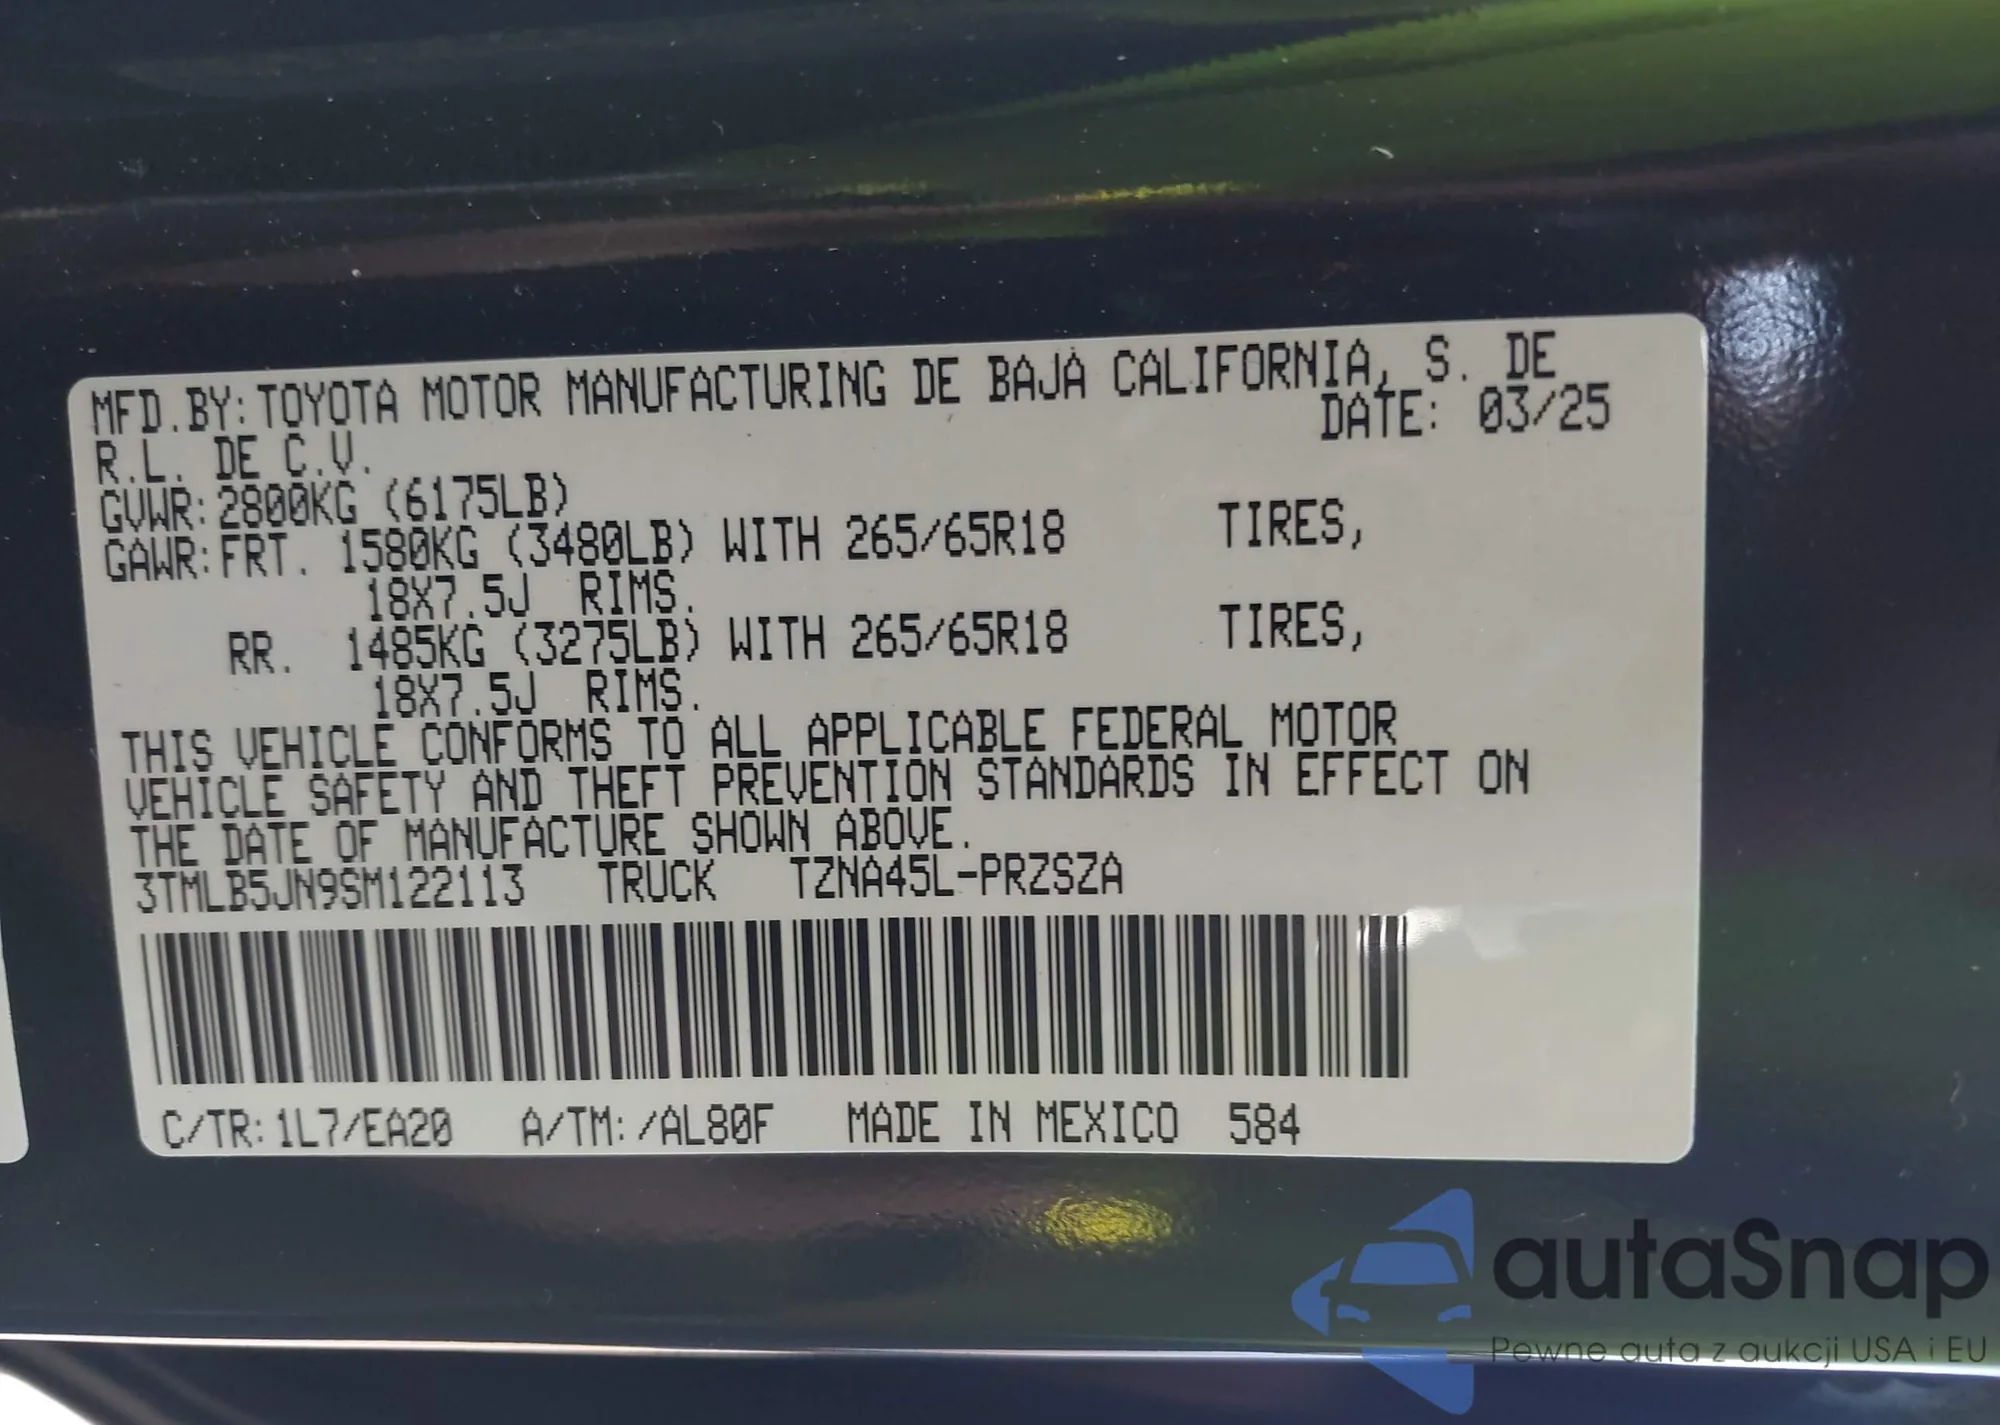 MFD.BY:TOYOTA MOTOR MANUFACTURING DE BAJA CALIFORNIA, S. DE
R.L. DE C.V. DATE: 03/25
GVWR:2800KG (6175LB)
GAWR:FRT. 1580KG (3480LB) WITH 265/65R18 TIRES,
18X7.5J RIMS.
RR. 1485KG (3275LB) WITH 265/65R18 TIRES,
18X7.5J RIMS.
THIS VEHICLE CONFORMS TO ALL APPLICABLE FEDERAL MOTOR
VEHICLE SAFETY AND THEFT PREVENTION STANDARDS IN EFFECT ON
THE DATE OF MANUFACTURE SHOWN ABOVE.
3TMLB5JN9SM122113 TRUCK TZNA45L-PRZSZA
C/TR:1L7/EA20 A/TM:/AL80F MADE IN MEXICO 584
autaSnap
Pewne auta z aukcji USA i EU